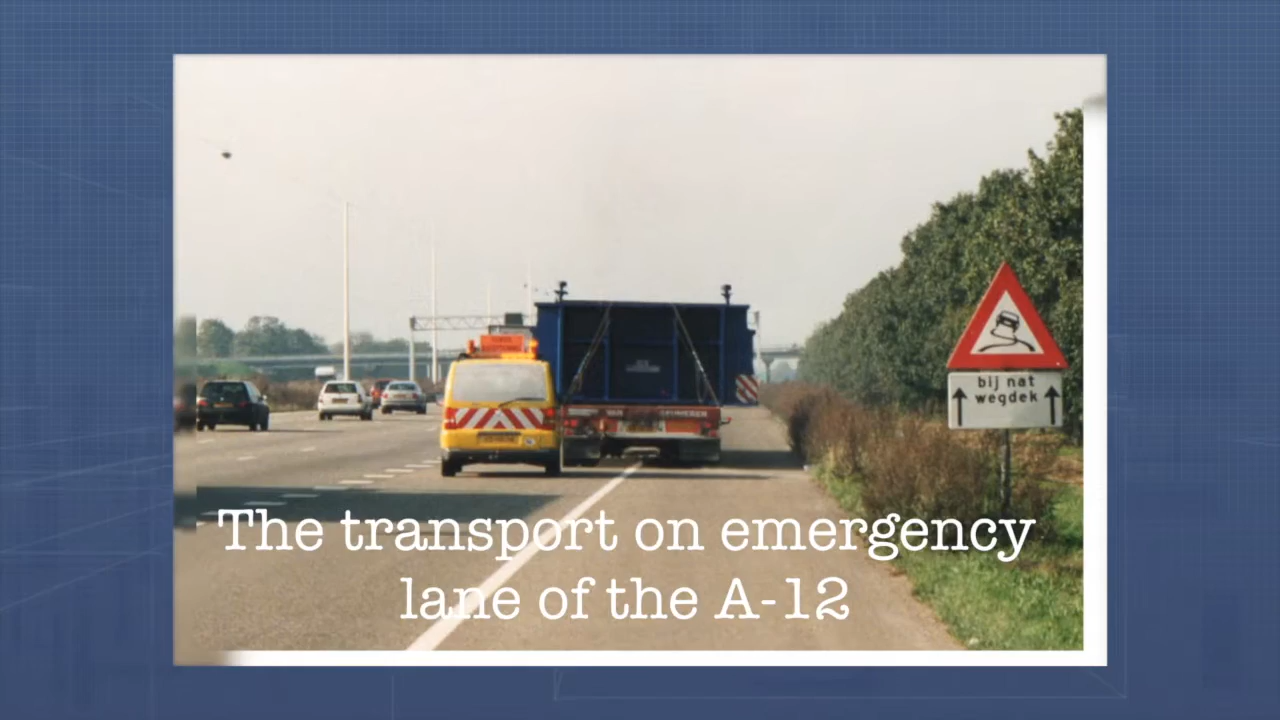 bij nat
wegdek
The transport on emergency
lane of the A-12